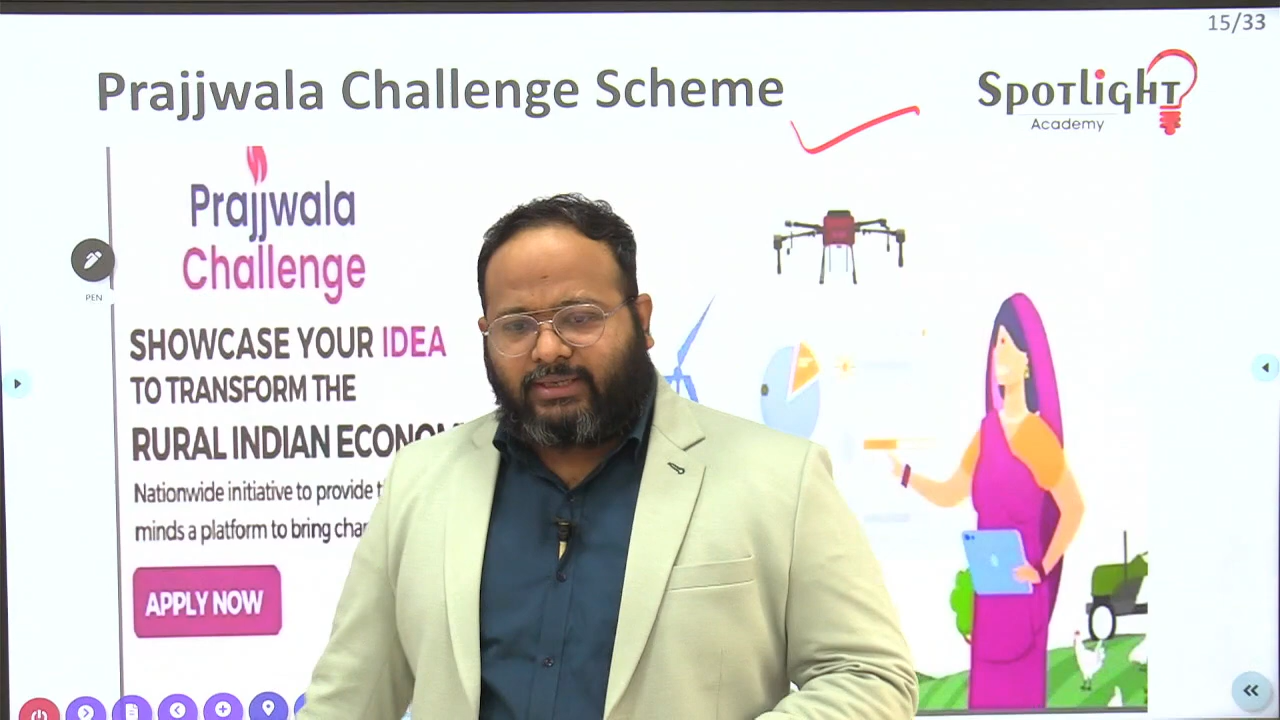 15/33
Prajjwala Challenge Scheme
Spotlight
Academy
Prajjwala
Challenge
PEN
SHOWCASE YOUR IDEA
TO TRANSFORM THE
RURAL INDIAN
Nationwide initiative to provide
minds a platform to bring
APPLY NOW